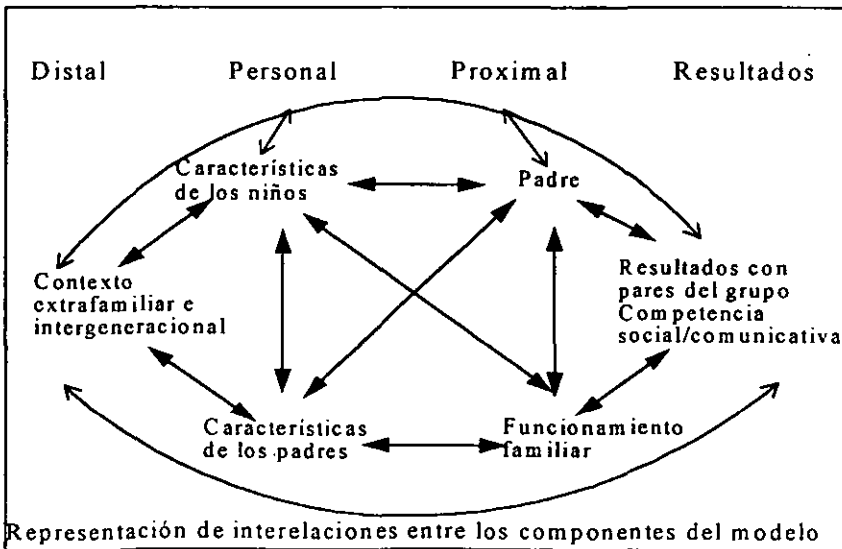 Distal Personal Proximal Resultados
Características
de los niños
Padre
Contexto
extrafamiliar e
intergeneracional
Resultados con
pares del grupo
Competencia
social/comunicativa
Características
de los padres
Funcionamiento
familiar
Representación de interelaciones entre los componentes del modelo